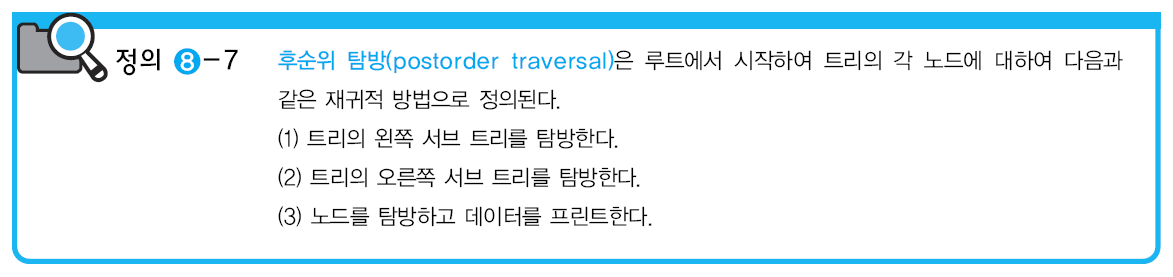 정의 8-7 후순위 탐방(postorder traversal)은 루트에서 시작하여 트리의 각 노드에 대하여 다음과
같은 재귀적 방법으로 정의된다.
(1) 트리의 왼쪽 서브 트리를 탐방한다.
(2) 트리의 오른쪽 서브 트리를 탐방한다.
(3) 노드를 탐방하고 데이터를 프린트한다.